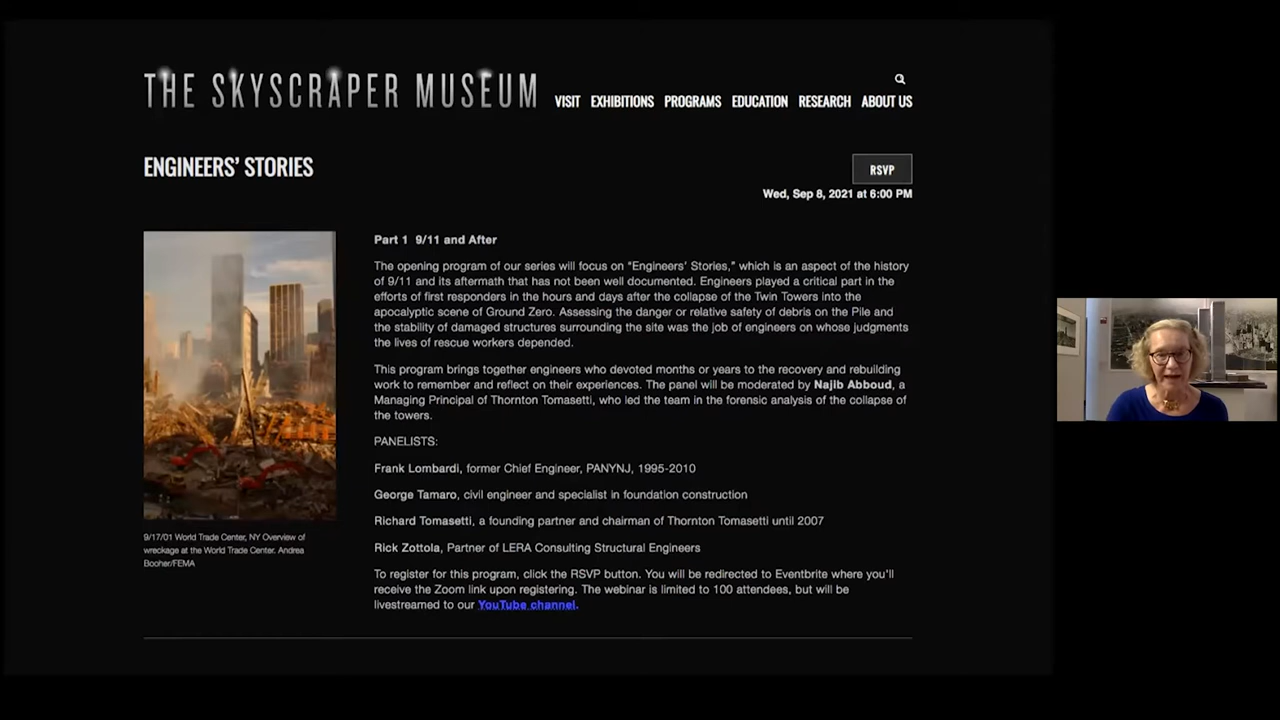 THE SKYSCRAPER MUSEUM
VISIT EXHIBITIONS PROGRAMS EDUCATION RESEARCH ABOUT US
ENGINEERS’ STORIES
RSVP
Wed, Sep 8, 2021 at 6:00 PM
Part 1 9/11 and After
The opening program of our series will focus on “Engineers’ Stories,” which is an aspect of the history
of 9/11 and its aftermath that has not been well documented. Engineers played a critical part in the
efforts of first responders in the hours and days after the collapse of the Twin Towers into the
apocalyptic scene of Ground Zero. Assessing the danger or relative safety of debris on the Pile and
the stability of damaged structures surrounding the site was the job of engineers on whose judgments
the lives of rescue workers depended.
This program brings together engineers who devoted months or years to the recovery and rebuilding
work to remember and reflect on their experiences. The panel will be moderated by Najib Abboud, a
Managing Principal of Thornton Tomasetti, who led the team in the forensic analysis of the collapse of
the towers.
PANELISTS:
Frank Lombardi, former Chief Engineer, PANYNJ, 1995-2010
George Tamaro, civil engineer and specialist in foundation construction
Richard Tomasetti, a founding partner and chairman of Thornton Tomasetti until 2007
Rick Zottola, Partner of LERA Consulting Structural Engineers
To register for this program, click the RSVP button. You will be redirected to Eventbrite where you’ll
receive the Zoom link upon registering. The webinar is limited to 100 attendees, but will be
livestreamed to our YouTube channel.
9/17/01 World Trade Center, NY Overview of
wreckage at the World Trade Center. Andrea
Booher/FEMA